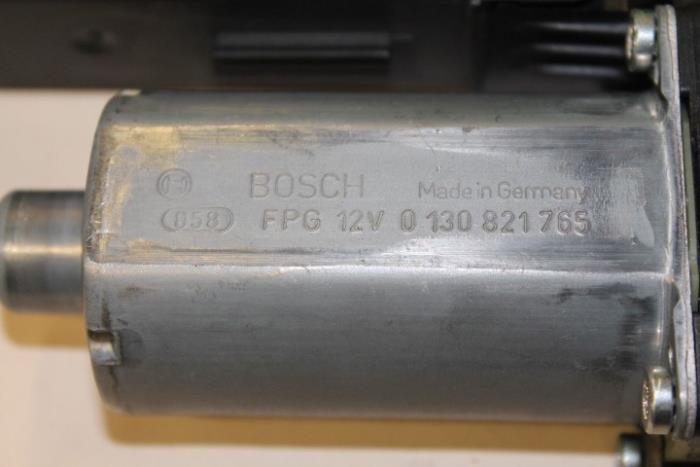 BOSCH Made in Germany
058 FPG 12V 0 130 821 765